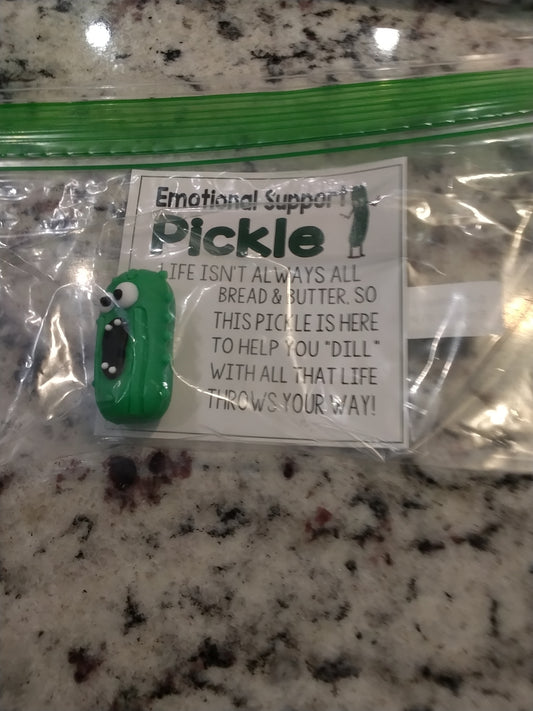 Emotional Support
Pickle
LIFE ISN'T ALWAYS ALL
BREAD & BUTTER. SO
THIS PICKLE IS HERE
TO HELP YOU "DILL"
WITH ALL THAT LIFE
THROWS YOUR WAY!